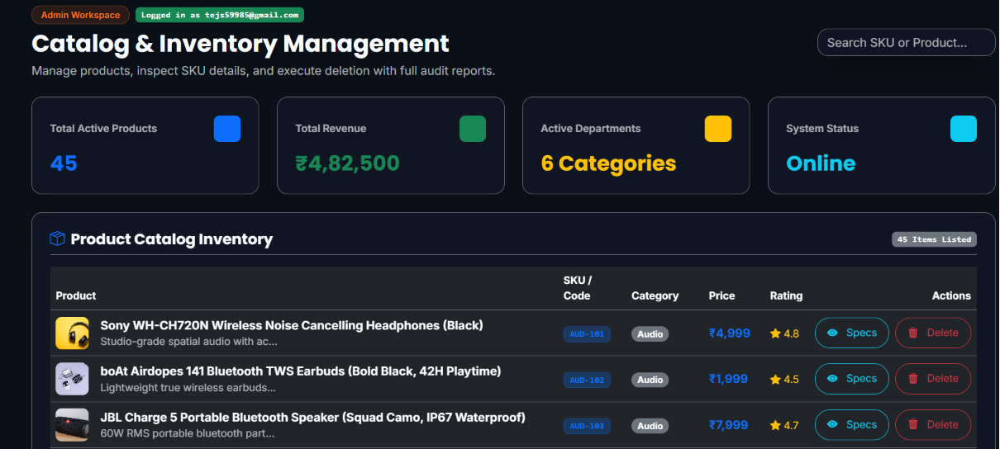 Admin Workspace
Logged in as tejs59985@gmail.com
Catalog & Inventory Management
Search SKU or Product...
Manage products, inspect SKU details, and execute deletion with full audit reports.
Total Active Products
45
Total Revenue
₹4,82,500
Active Departments
6 Categories
System Status
Online
Product Catalog Inventory
45 Items Listed
Product
SKU /
Code
Category
Price
Rating
Actions
Sony WH-CH720N Wireless Noise Cancelling Headphones (Black)
Studio-grade spatial audio with ac...
AUD-101
Audio
₹4,999
4.8
Specs
Delete
boAt Airdopes 141 Bluetooth TWS Earbuds (Bold Black, 42H Playtime)
Lightweight true wireless earbuds...
AUD-102
Audio
₹1,999
4.5
Specs
Delete
JBL Charge 5 Portable Bluetooth Speaker (Squad Camo, IP67 Waterproof)
60W RMS portable bluetooth part...
AUD-103
Audio
₹7,999
4.7
Specs
Delete